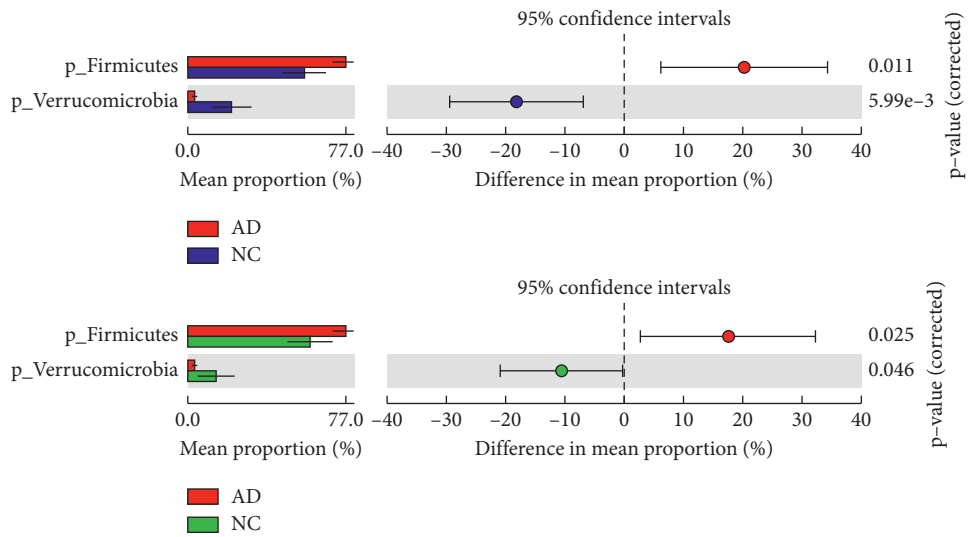 95% confidence intervals
p_Firmicutes
0.011
p_Verrucomicrobia
5.99e–3
p–value (corrected)
0.0
77.0
–40
–30
–20
–10
0
10
20
30
40
Mean proportion (%)
Difference in mean proportion (%)
AD
NC
95% confidence intervals
p_Firmicutes
0.025
p_Verrucomicrobia
0.046
p–value (corrected)
0.0
77.0
–40
–30
–20
–10
0
10
20
30
40
Mean proportion (%)
Difference in mean proportion (%)
AD
NC